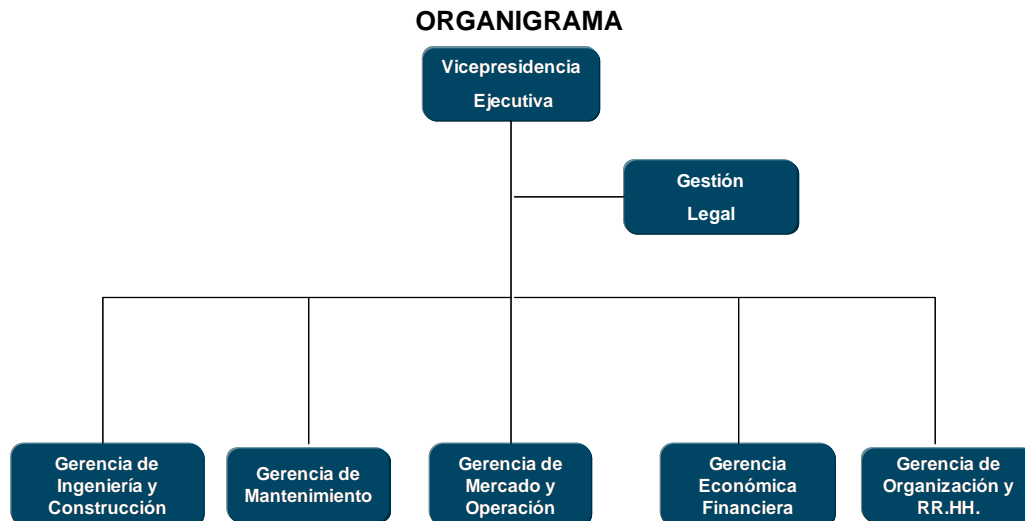 ORGANIGRAMA
Vicepresidencia
Ejecutiva
Gestión
Legal
Gerencia de
Ingeniería y
Construcción
Gerencia de
Mantenimiento
Gerencia de
Mercado y
Operación
Gerencia
Económica
Financiera
Gerencia de
Organización y
RR.HH.